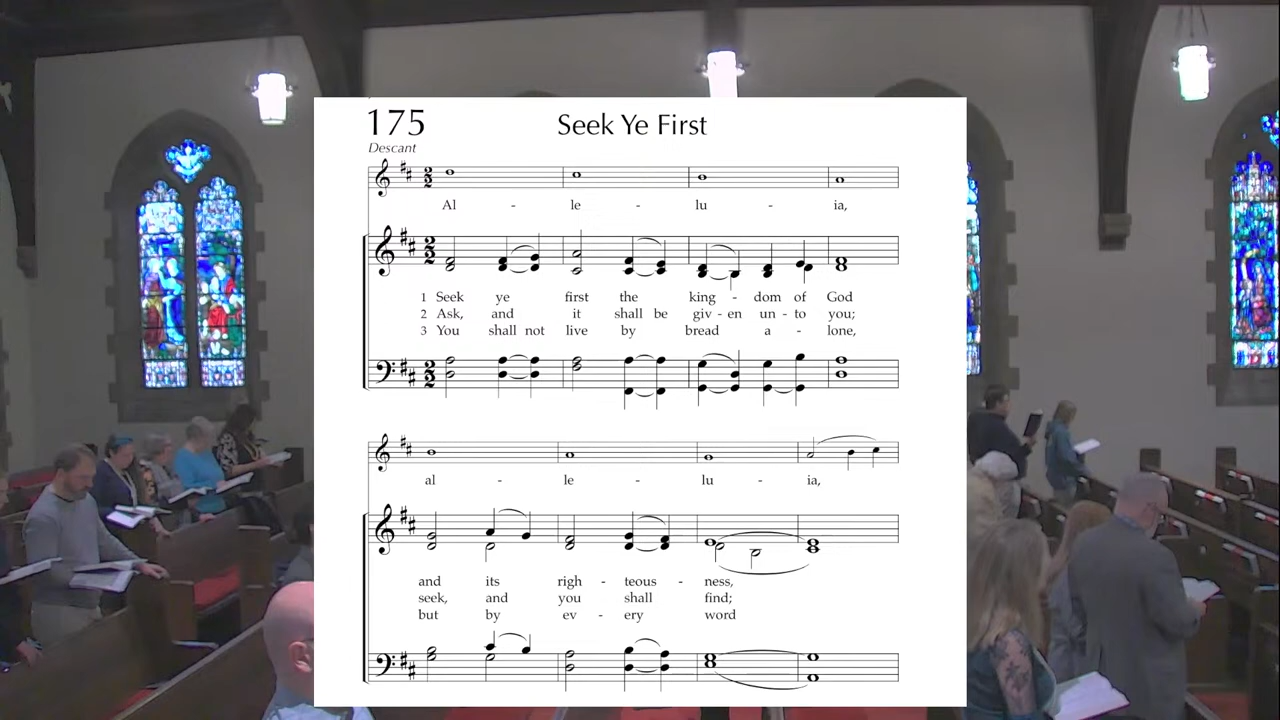 175 Seek Ye First
Descant
Al - le - lu - ia,
1 Seek ye first the king - dom of God
2 Ask, and it shall be giv - en un - to you;
3 You shall not live by bread a - lone,
al - le - lu - ia,
and its righ - teous - ness,
seek, and you shall find;
but by ev - ery word